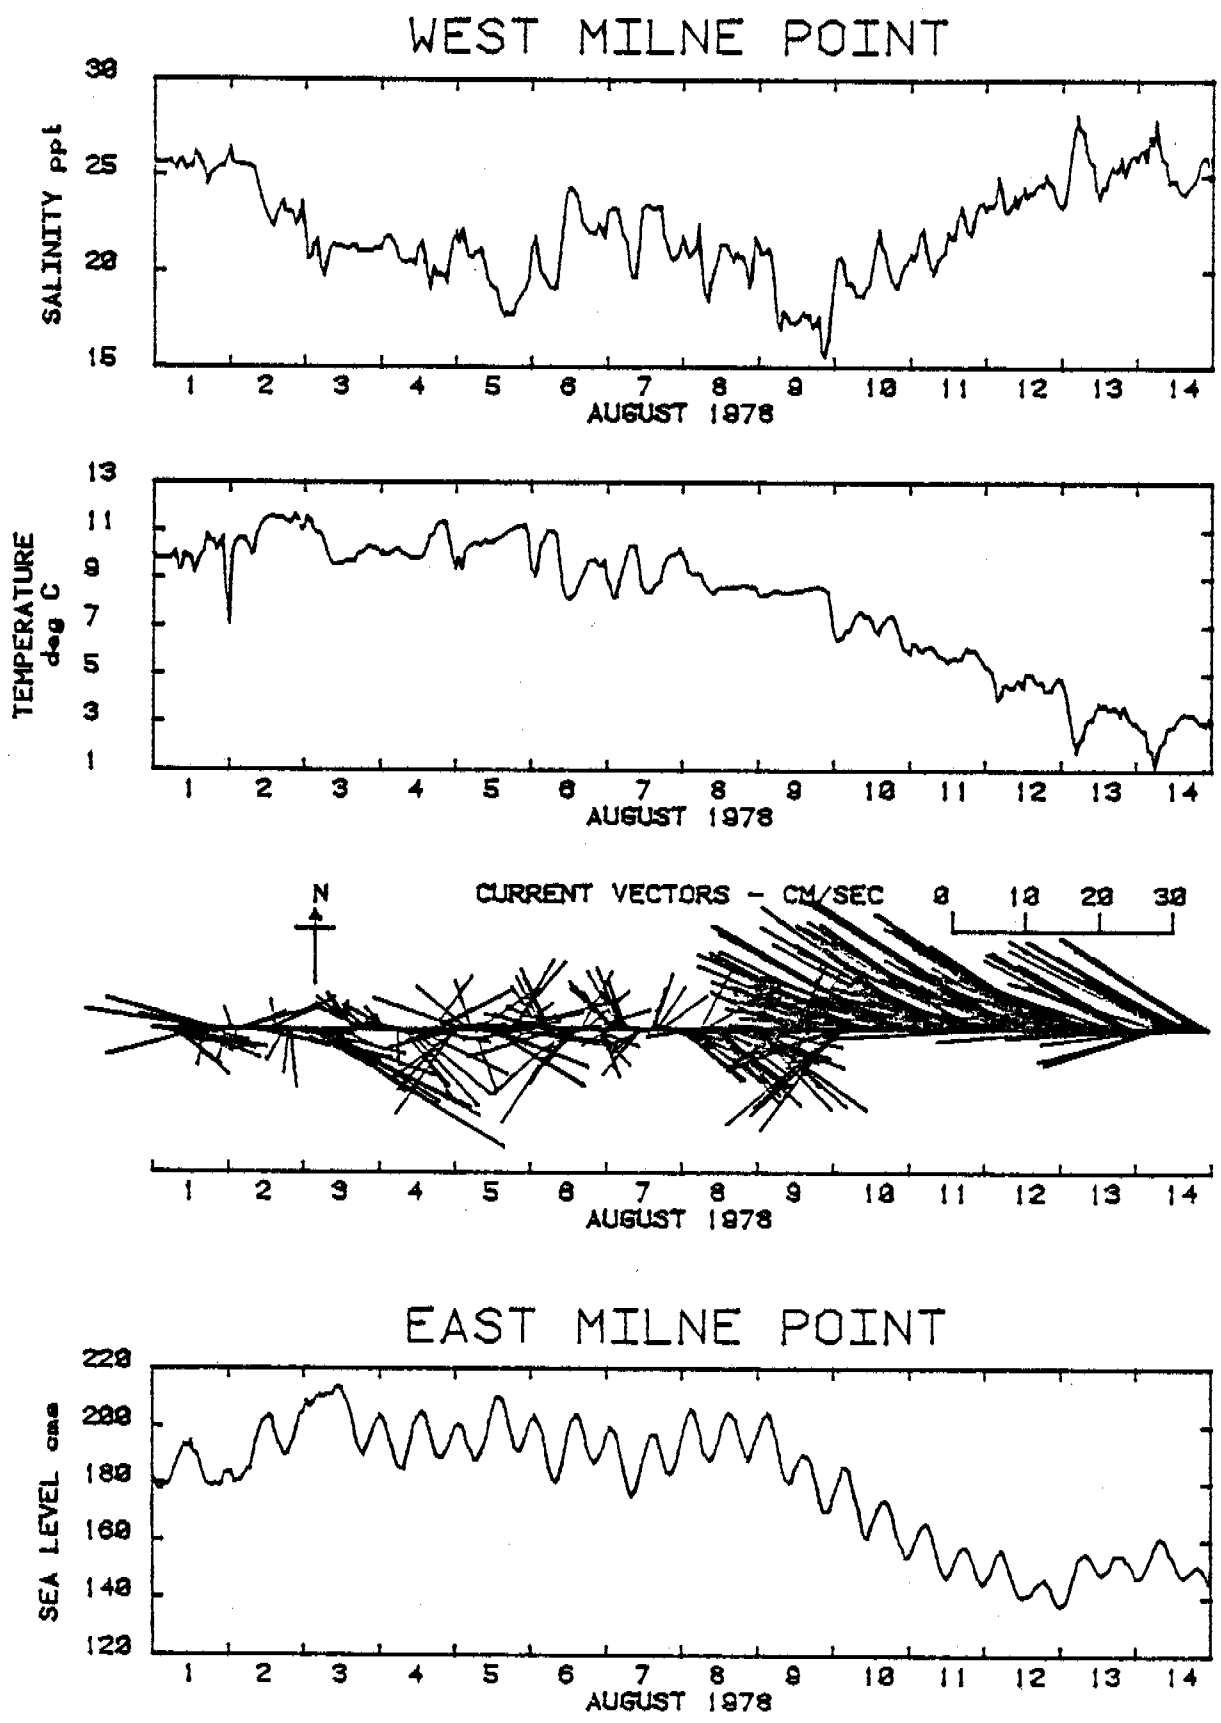 WEST MILNE POINT
30
25
20
15
SALINITY ppt
1 2 3 4 5 6 7 8 9 10 11 12 13 14
AUGUST 1978
13
11
9
7
5
3
1
TEMPERATURE
deg C
1 2 3 4 5 6 7 8 9 10 11 12 13 14
AUGUST 1978
N
CURRENT VECTORS - CM/SEC 0 10 20 30
1 2 3 4 5 6 7 8 9 10 11 12 13 14
AUGUST 1978
EAST MILNE POINT
220
200
180
160
140
120
SEA LEVEL cms
1 2 3 4 5 6 7 8 9 10 11 12 13 14
AUGUST 1978